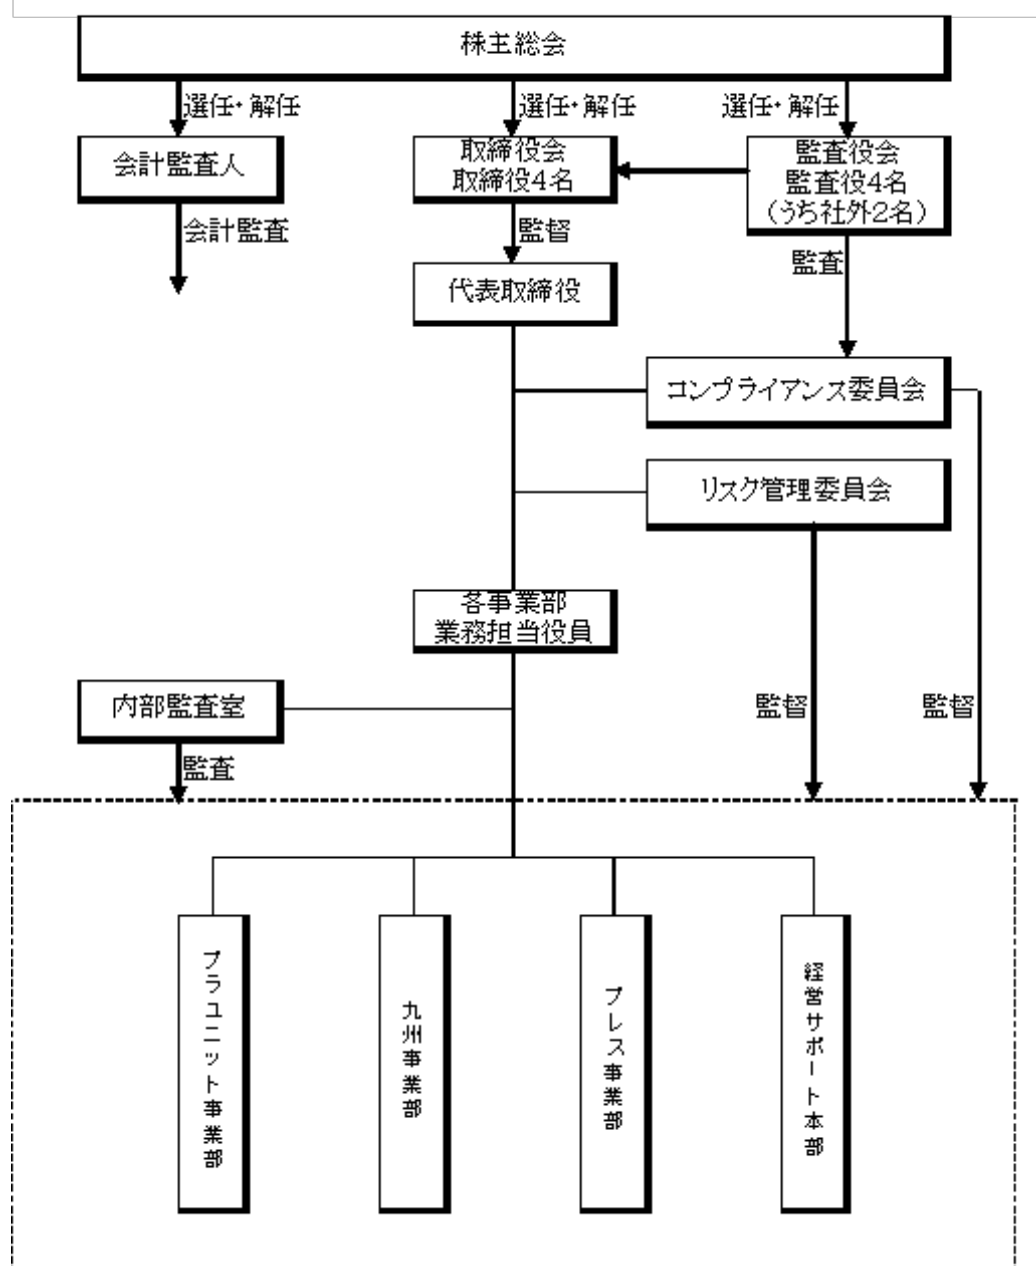 株主総会
選任・解任
選任・解任
選任・解任
会計監査人
取締役会
取締役4名
監査役会
監査役4名
(うち社外2名)
会計監査
監督
監査
代表取締役
コンプライアンス委員会
リスク管理委員会
各事業部
業務担当役員
内部監査室
監督
監督
監査
プラユニット事業部
九州事業部
プレス事業部
経営サポート本部